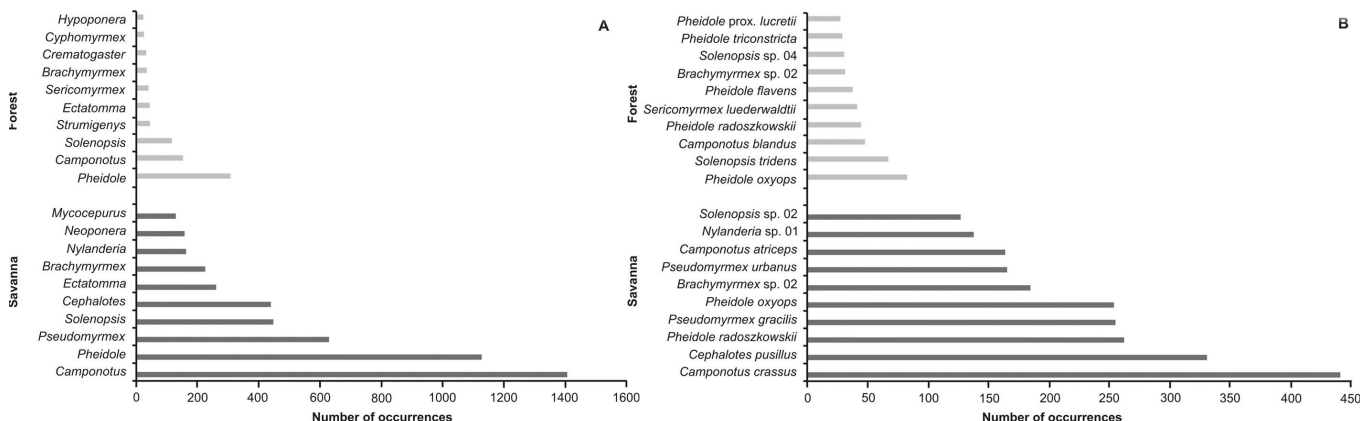 A
Forest
Hypoponera
Cyphomyrmex
Crematogaster
Brachymyrmex
Sericomyrmex
Ectatomma
Strumigenys
Solenopsis
Camponotus
Pheidole
Savanna
Mycocepurus
Neoponera
Nylanderia
Brachymyrmex
Ectatomma
Cephalotes
Solenopsis
Pseudomyrmex
Pheidole
Camponotus
0 200 400 600 800 1000 1200 1400 1600
Number of occurrences
B
Forest
Pheidole prox. lucretii
Pheidole triconstricta
Solenopsis sp. 04
Brachymyrmex sp. 02
Pheidole flavens
Sericomyrmex luederwaldtii
Pheidole radoszkowskii
Camponotus blandus
Solenopsis tridens
Pheidole oxyops
Savanna
Solenopsis sp. 02
Nylanderia sp. 01
Camponotus atriceps
Pseudomyrmex urbanus
Brachymyrmex sp. 02
Pheidole oxyops
Pseudomyrmex gracilis
Pheidole radoszkowskii
Cephalotes pusillus
Camponotus crassus
0 50 100 150 200 250 300 350 400 450
Number of occurrences